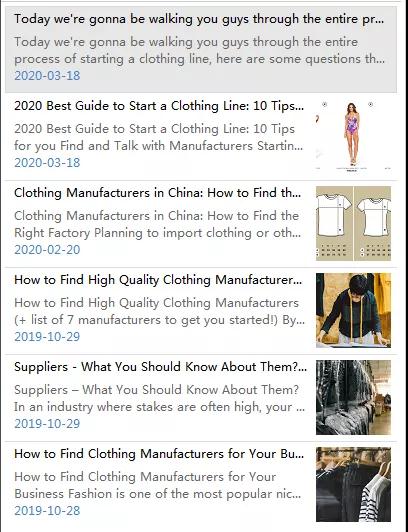 Today we're gonna be walking you guys through the entire pr...
Today we're gonna be walking you guys through the entire
process of starting a clothing line, here are some questions th...
2020-03-18
2020 Best Guide to Start a Clothing Line: 10 Tips...
2020 Best Guide to Start a Clothing Line: 10 Tips
for you Find and Talk with Manufacturers Startin...
2020-03-18
Clothing Manufacturers in China: How to Find th...
Clothing Manufacturers in China: How to Find the
Right Factory Planning to import clothing or oth...
2020-02-20
How to Find High Quality Clothing Manufacturer...
How to Find High Quality Clothing Manufacturers
(+ list of 7 manufacturers to get you started!) By...
2019-10-29
Suppliers - What You Should Know About Them?...
Suppliers – What You Should Know About Them?
In an industry where stakes are often high, your ...
2019-10-29
How to Find Clothing Manufacturers for Your Bu...
How to Find Clothing Manufacturers for Your
Business Fashion is one of the most popular nic...
2019-10-28